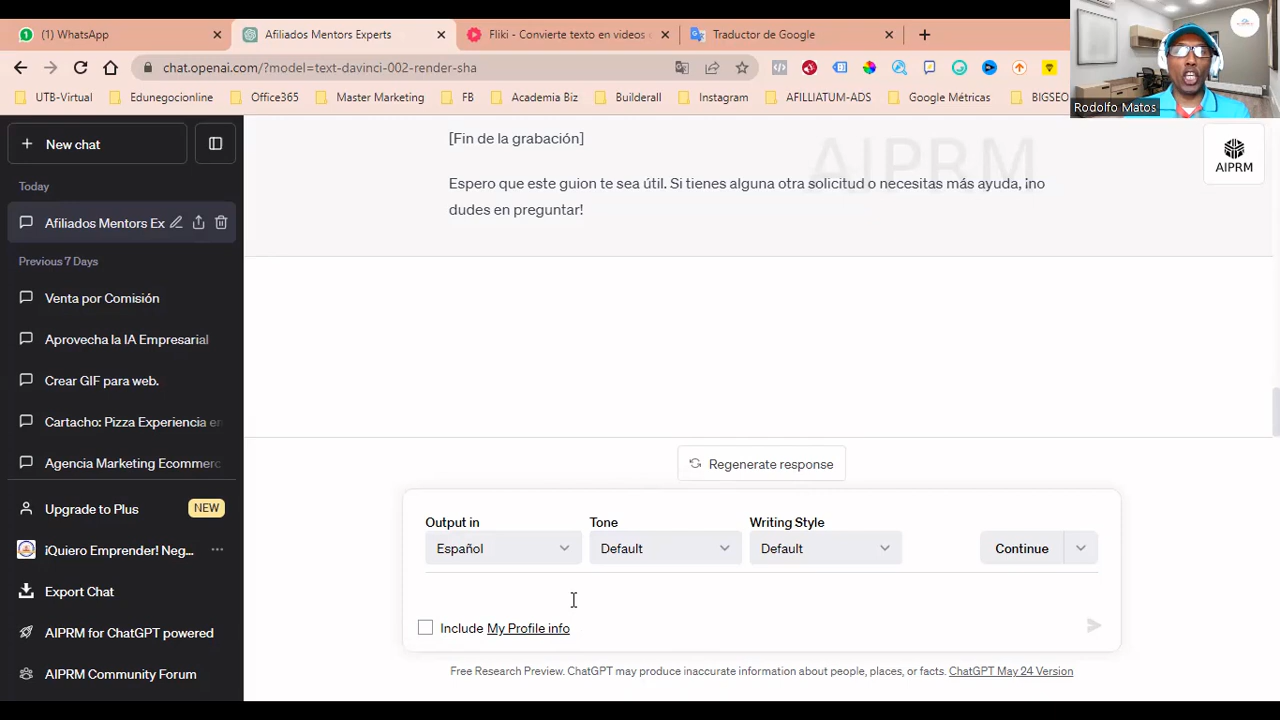 (1) WhatsApp
Afiliados Mentors Experts
Fliki - Convierte texto en videos c
Traductor de Google
chat.openai.com/?model=text-davinci-002-render-sha
UTB-Virtual
Edunegocionline
Office365
Master Marketing
FB
Academia Biz
Builderall
Instagram
AFILLIATUM-ADS
Google Métricas
BIGSEO
Rodolfo Matos
New chat
Today
Afiliados Mentors Ex
Previous 7 Days
Venta por Comisión
Aprovecha la IA Empresarial
Crear GIF para web.
Cartacho: Pizza Experiencia en
Agencia Marketing Ecommerc
Upgrade to Plus
NEW
¡Quiero Emprender! Neg...
Export Chat
AIPRM for ChatGPT powered
AIPRM Community Forum
AIPRM
AIPRM
[Fin de la grabación]
Espero que este guion te sea útil. Si tienes alguna otra solicitud o necesitas más ayuda, ¡no
dudes en preguntar!
Regenerate response
Output in
Tone
Writing Style
Español
Default
Default
Continue
Include My Profile info
Free Research Preview. ChatGPT may produce inaccurate information about people, places, or facts. ChatGPT May 24 Version